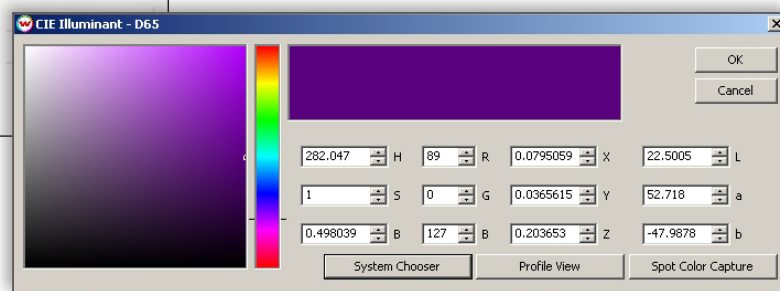 CIE Illuminant - D65
OK
Cancel
282.047 H 89 R 0.0795059 X 22.5005 L
1 S 0 G 0.0365615 Y 52.718 a
0.498039 B 127 B 0.203653 Z -47.9878 b
System Chooser Profile View Spot Color Capture